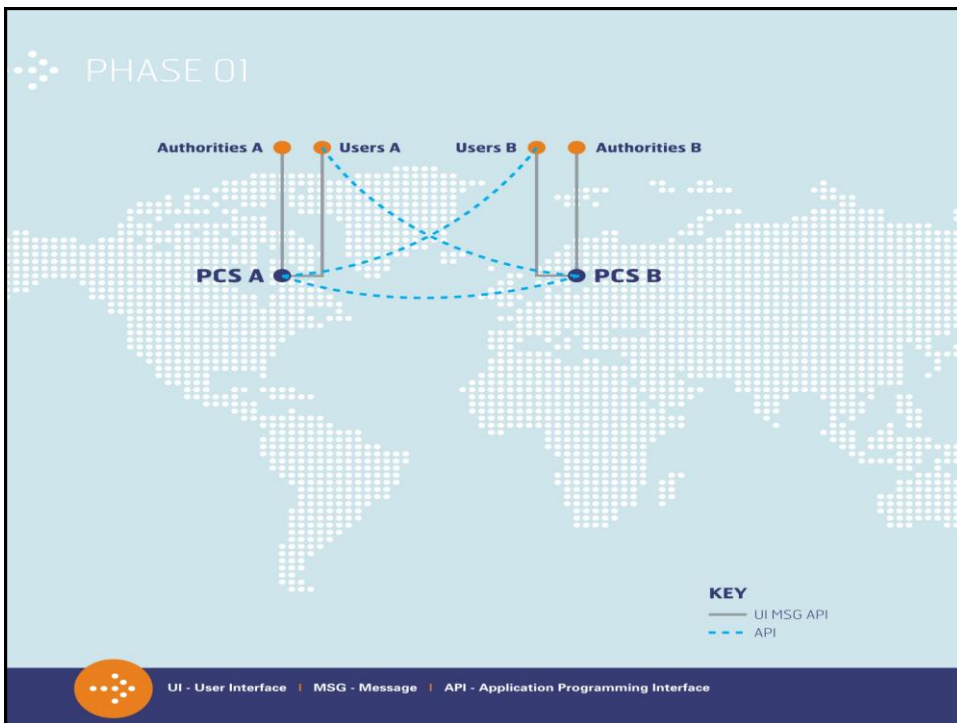 PHASE 01
Authorities A Users A Users B Authorities B
PCS A PCS B
KEY
UI MSG API
API
UI - User Interface | MSG - Message | API - Application Programming Interface